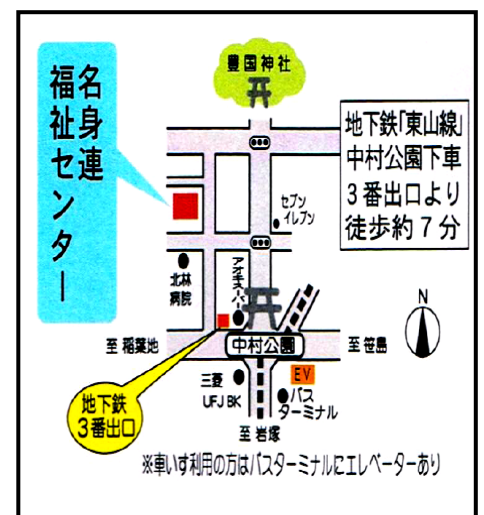 豊国神社
名身連
福祉センター
地下鉄「東山線」
中村公園下車
3番出口より
徒歩約7分
セブン
イレブン
北林
病院
アオキスーパー
N
至 稲葉地
中村公園
至 笹島
地下鉄
3番出口
三菱
UFJ BK
EV
バス
ターミナル
至 岩塚
※車いす利用の方はバスターミナルにエレベーターあり